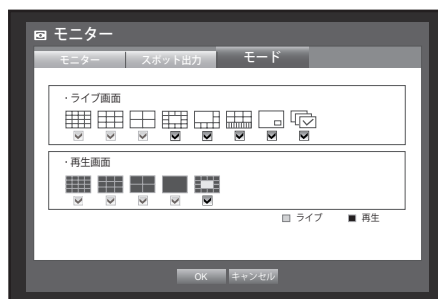 モニター
モニター スポット出力 モード
・ライブ画面
・再生画面
ライブ 再生
OK キャンセル